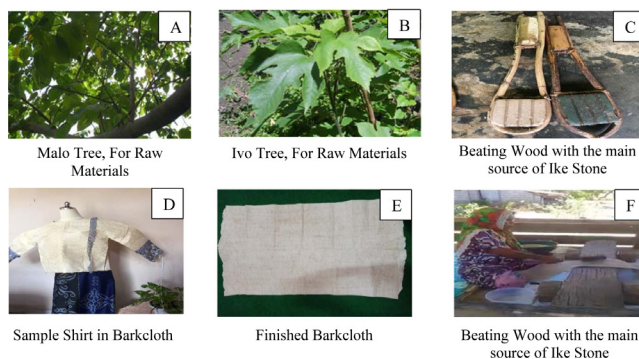 A
B
C
Malo Tree, For Raw
Materials
Ivo Tree, For Raw Materials
Beating Wood with the main
source of Ike Stone
D
E
F
Sample Shirt in Barkcloth
Finished Barkcloth
Beating Wood with the main
source of Ike Stone